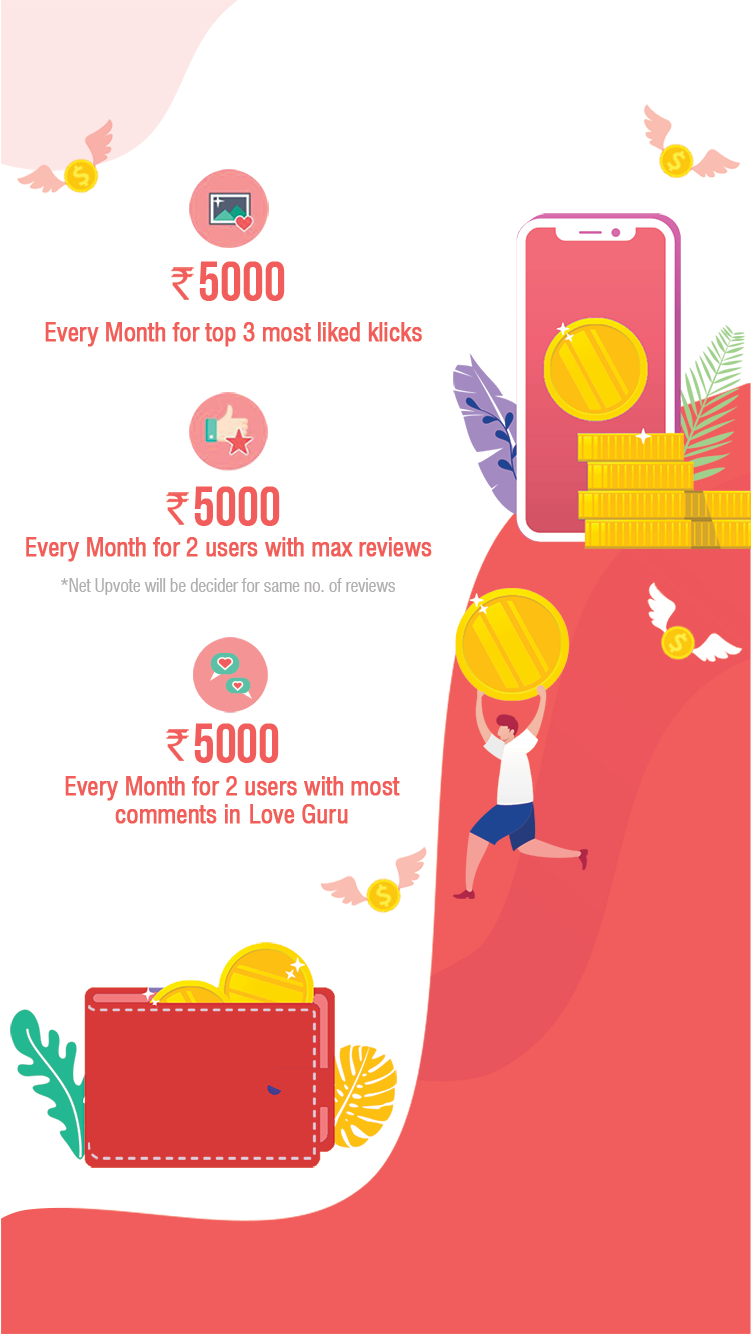 ₹5000
Every Month for top 3 most liked klicks
₹5000
Every Month for 2 users with max reviews
*Net Upvote will be decider for same no. of reviews
₹5000
Every Month for 2 users with most
comments in Love Guru